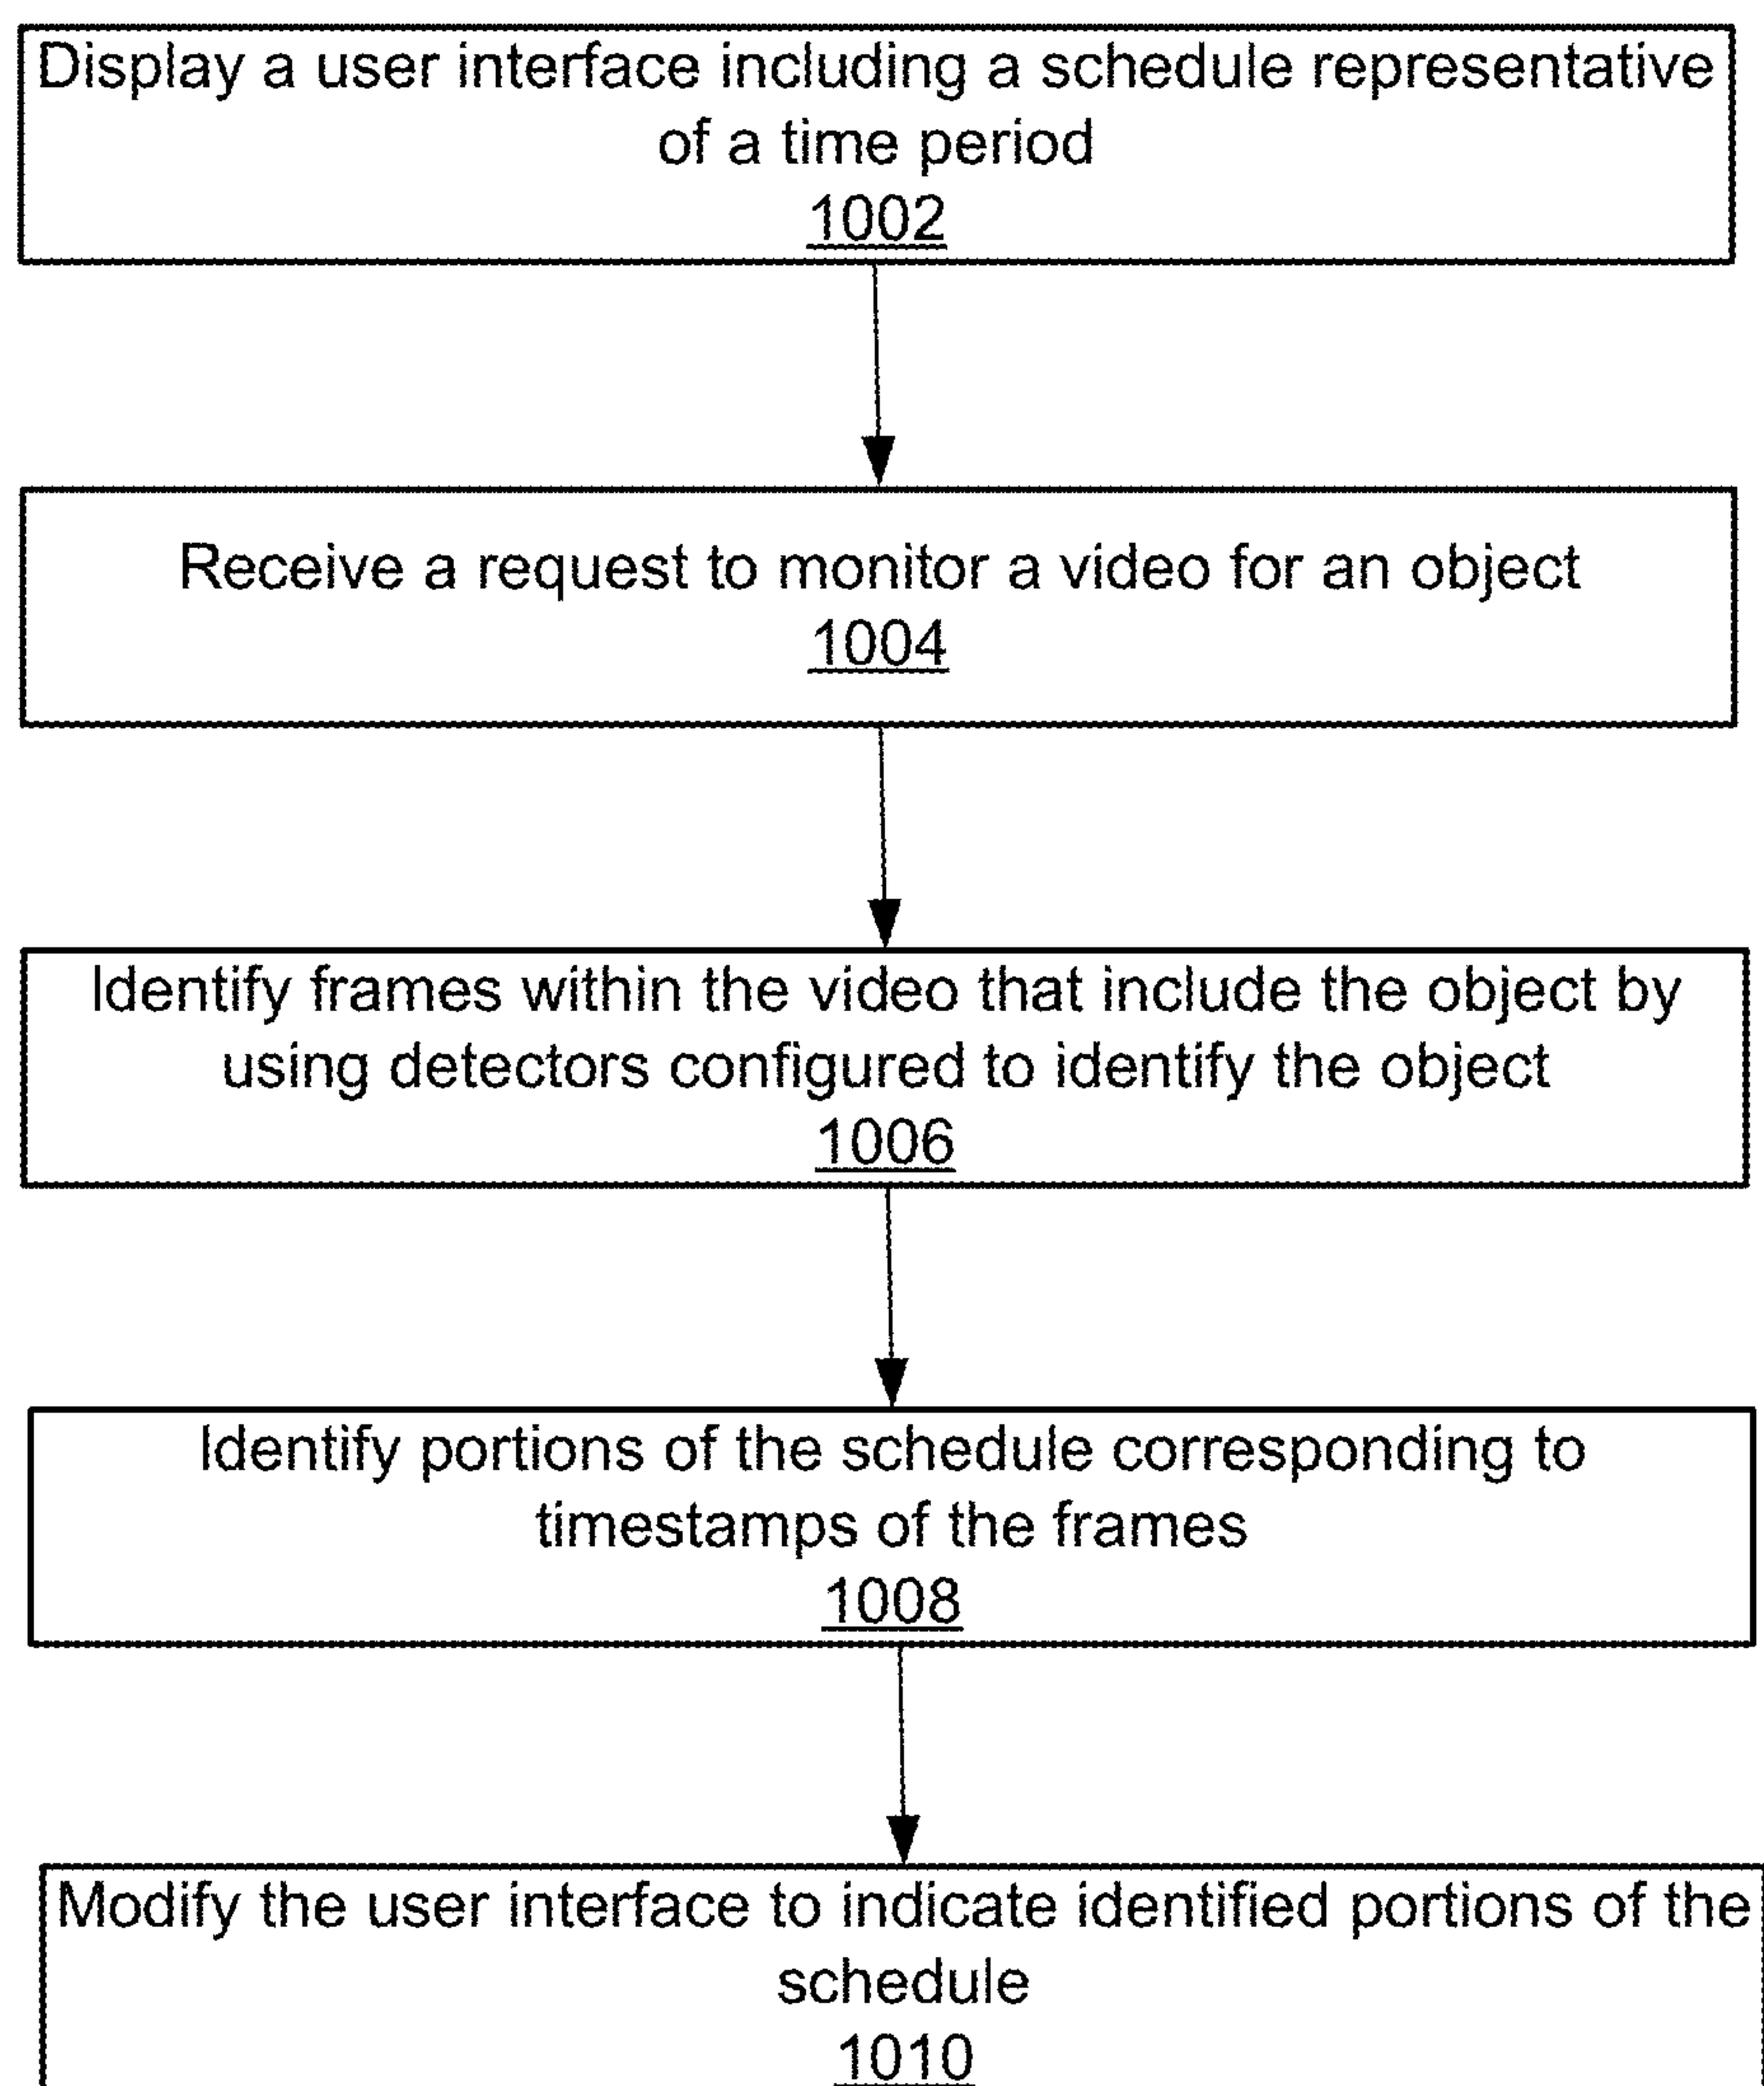 Display a user interface including a schedule representative
of a time period
1002
Receive a request to monitor a video for an object
1004
Identify frames within the video that include the object by
using detectors configured to identify the object
1006
Identify portions of the schedule corresponding to
timestamps of the frames
1008
Modify the user interface to indicate identified portions of the
schedule
1010